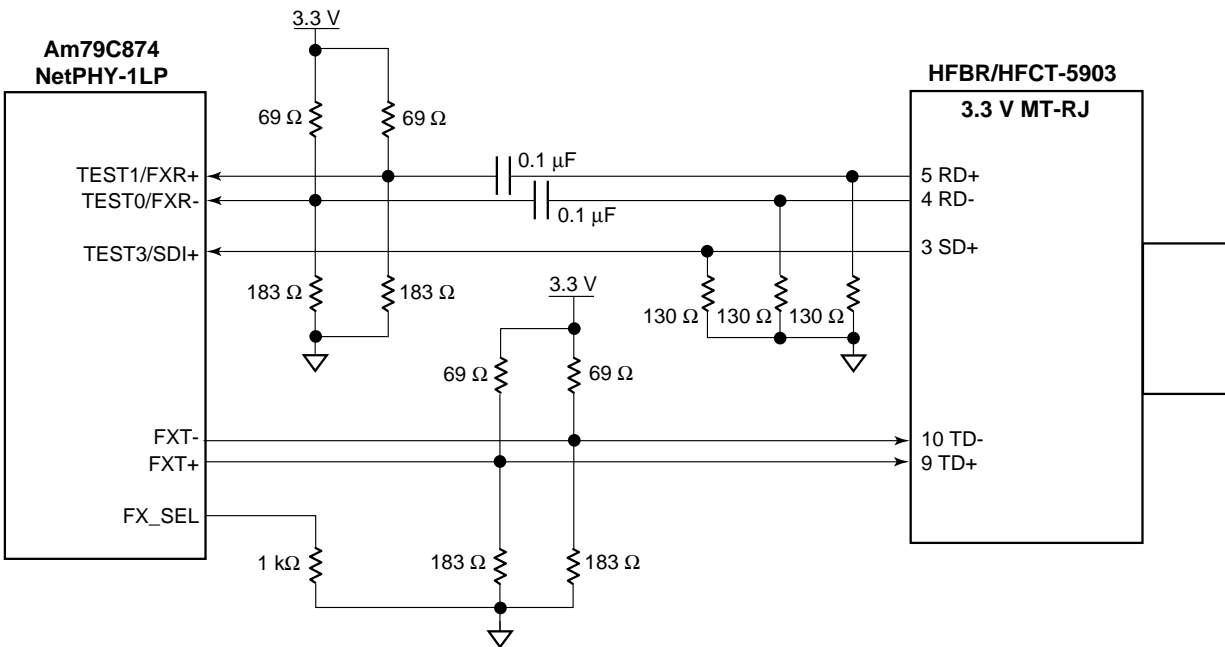 3.3 V
Am79C874
NetPHY-1LP
HFBR/HFCT-5903
3.3 V MT-RJ
69 Ω
69 Ω
0.1 μF
TEST1/FXR+
5 RD+
TEST0/FXR-
4 RD-
0.1 μF
TEST3/SDI+
3 SD+
183 Ω
183 Ω
3.3 V
130 Ω
130 Ω
130 Ω
69 Ω
69 Ω
FXT-
10 TD-
FXT+
9 TD+
FX_SEL
1 kΩ
183 Ω
183 Ω